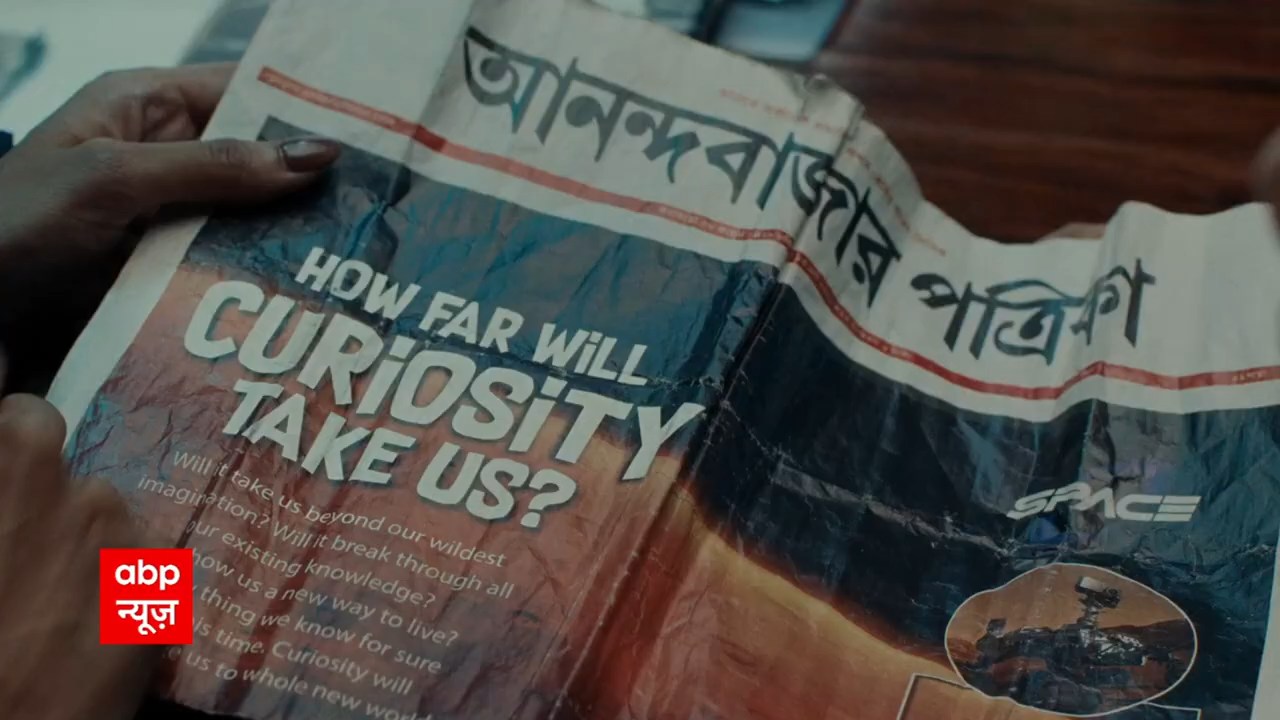 আনন্দবাজার পত্রিকা
HOW FAR WiLL
CURiOSiTY
TAKE US?
Will it take us beyond our wildest
imagination? Will it break through all
our existing knowledge?
how us a new way to live?
thing we know for sure
is time. Curiosity will
us to whole new
SPACE
abp
न्यूज़